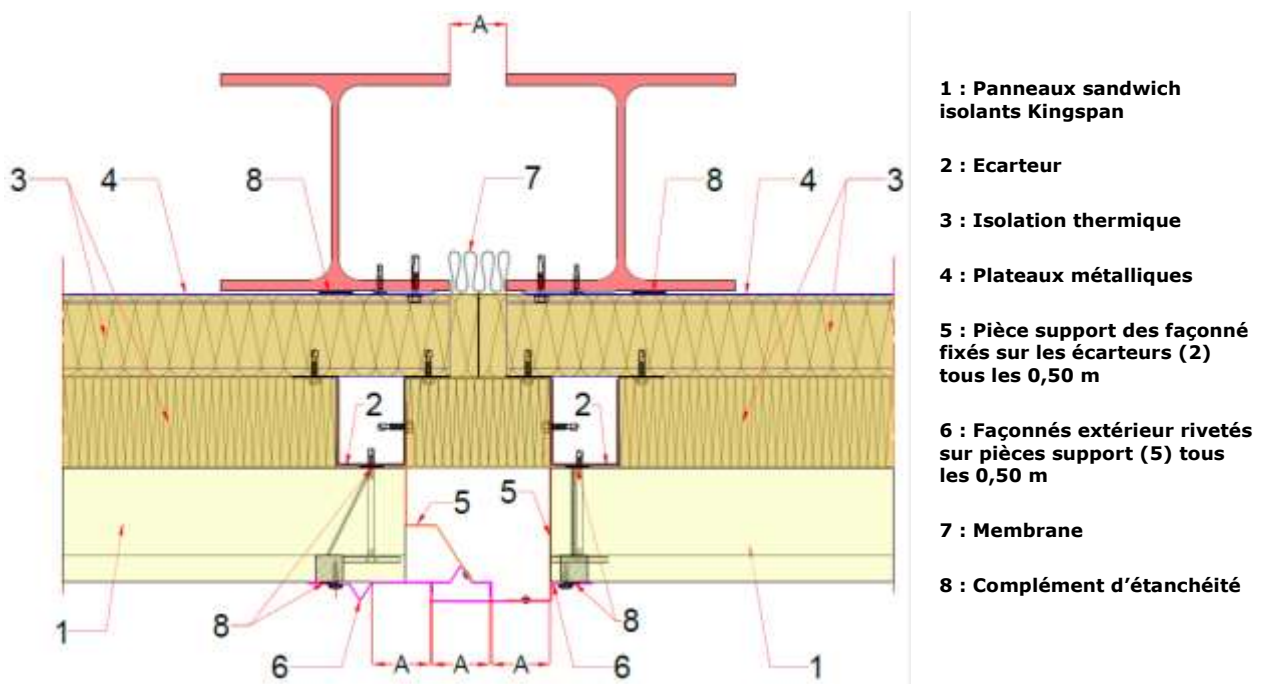 A
3 4 8 7 8 4 3
2 2
5 5
1 8 6 A A A 6 8 1
1 : Panneaux sandwich
isolants Kingspan
2 : Ecarteur
3 : Isolation thermique
4 : Plateaux métalliques
5 : Pièce support des façonné
fixés sur les écarteurs (2)
tous les 0,50 m
6 : Façonnés extérieur rivetés
sur pièces support (5) tous
les 0,50 m
7 : Membrane
8 : Complément d’étanchéité